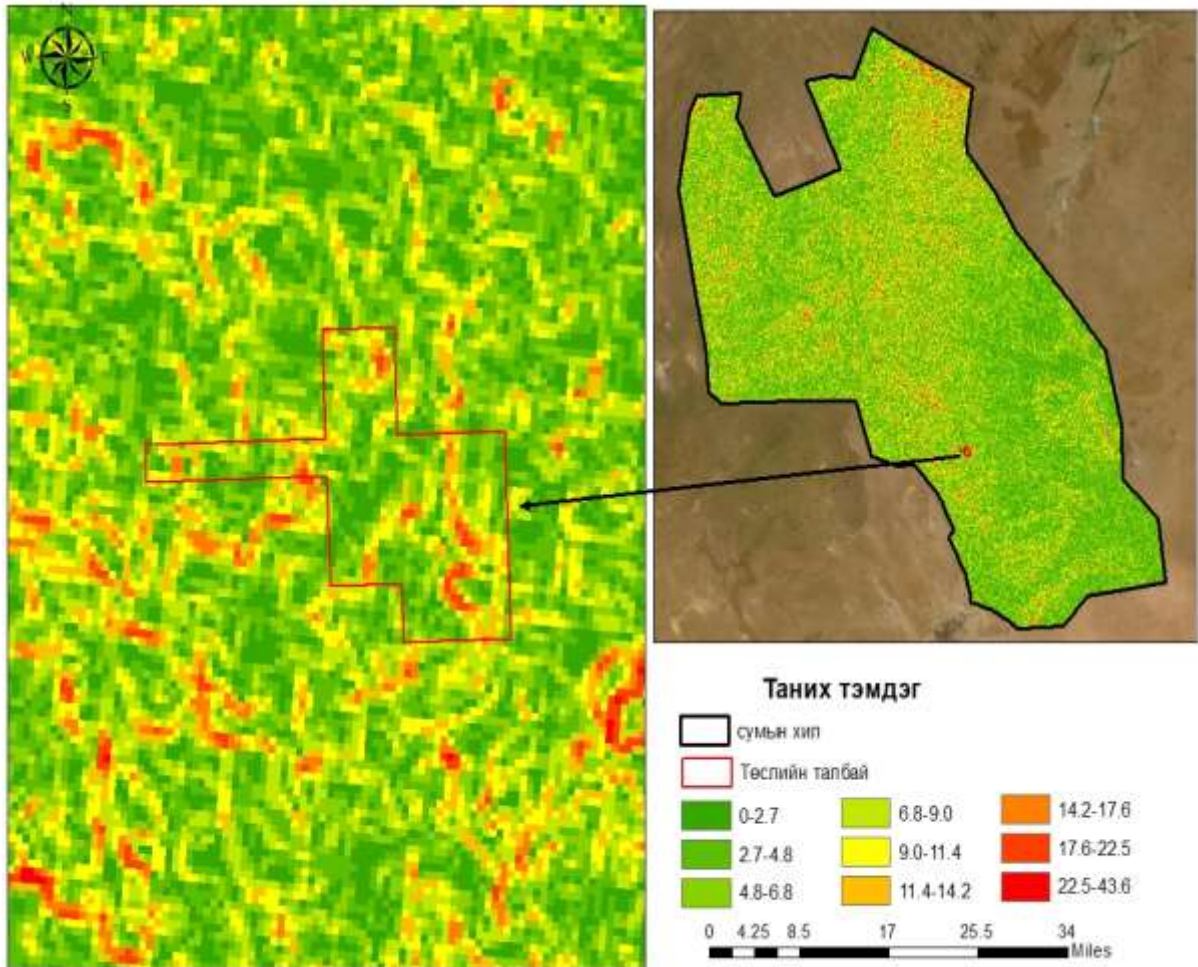 N
W E
S
Таних тэмдэг
сумын хил
Төслийн талбай
0-2.7
2.7-4.8
4.8-6.8
6.8-9.0
9.0-11.4
11.4-14.2
14.2-17.6
17.6-22.5
22.5-43.6
0 4.25 8.5 17 25.5 34
Miles